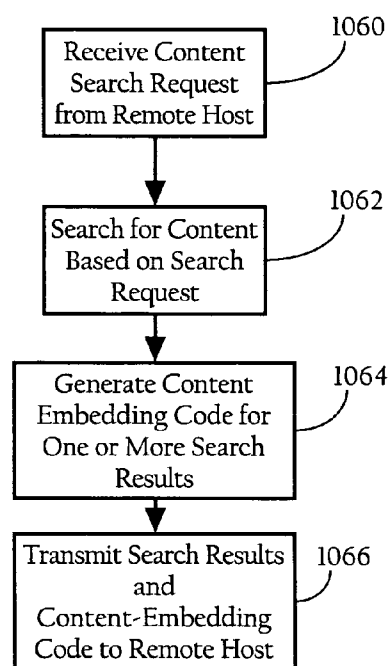 1060
Receive Content
Search Request
from Remote Host
1062
Search for Content
Based on Search
Request
1064
Generate Content
Embedding Code for
One or More Search
Results
1066
Transmit Search Results
and
Content-Embedding
Code to Remote Host